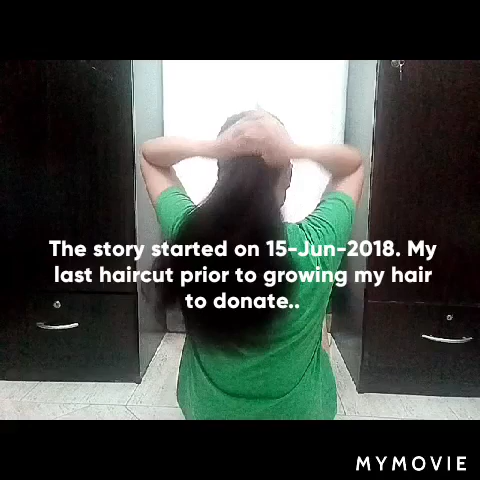 The story started on 15-Jun-2018. My
last haircut prior to growing my hair
to donate..
MYMOVIE